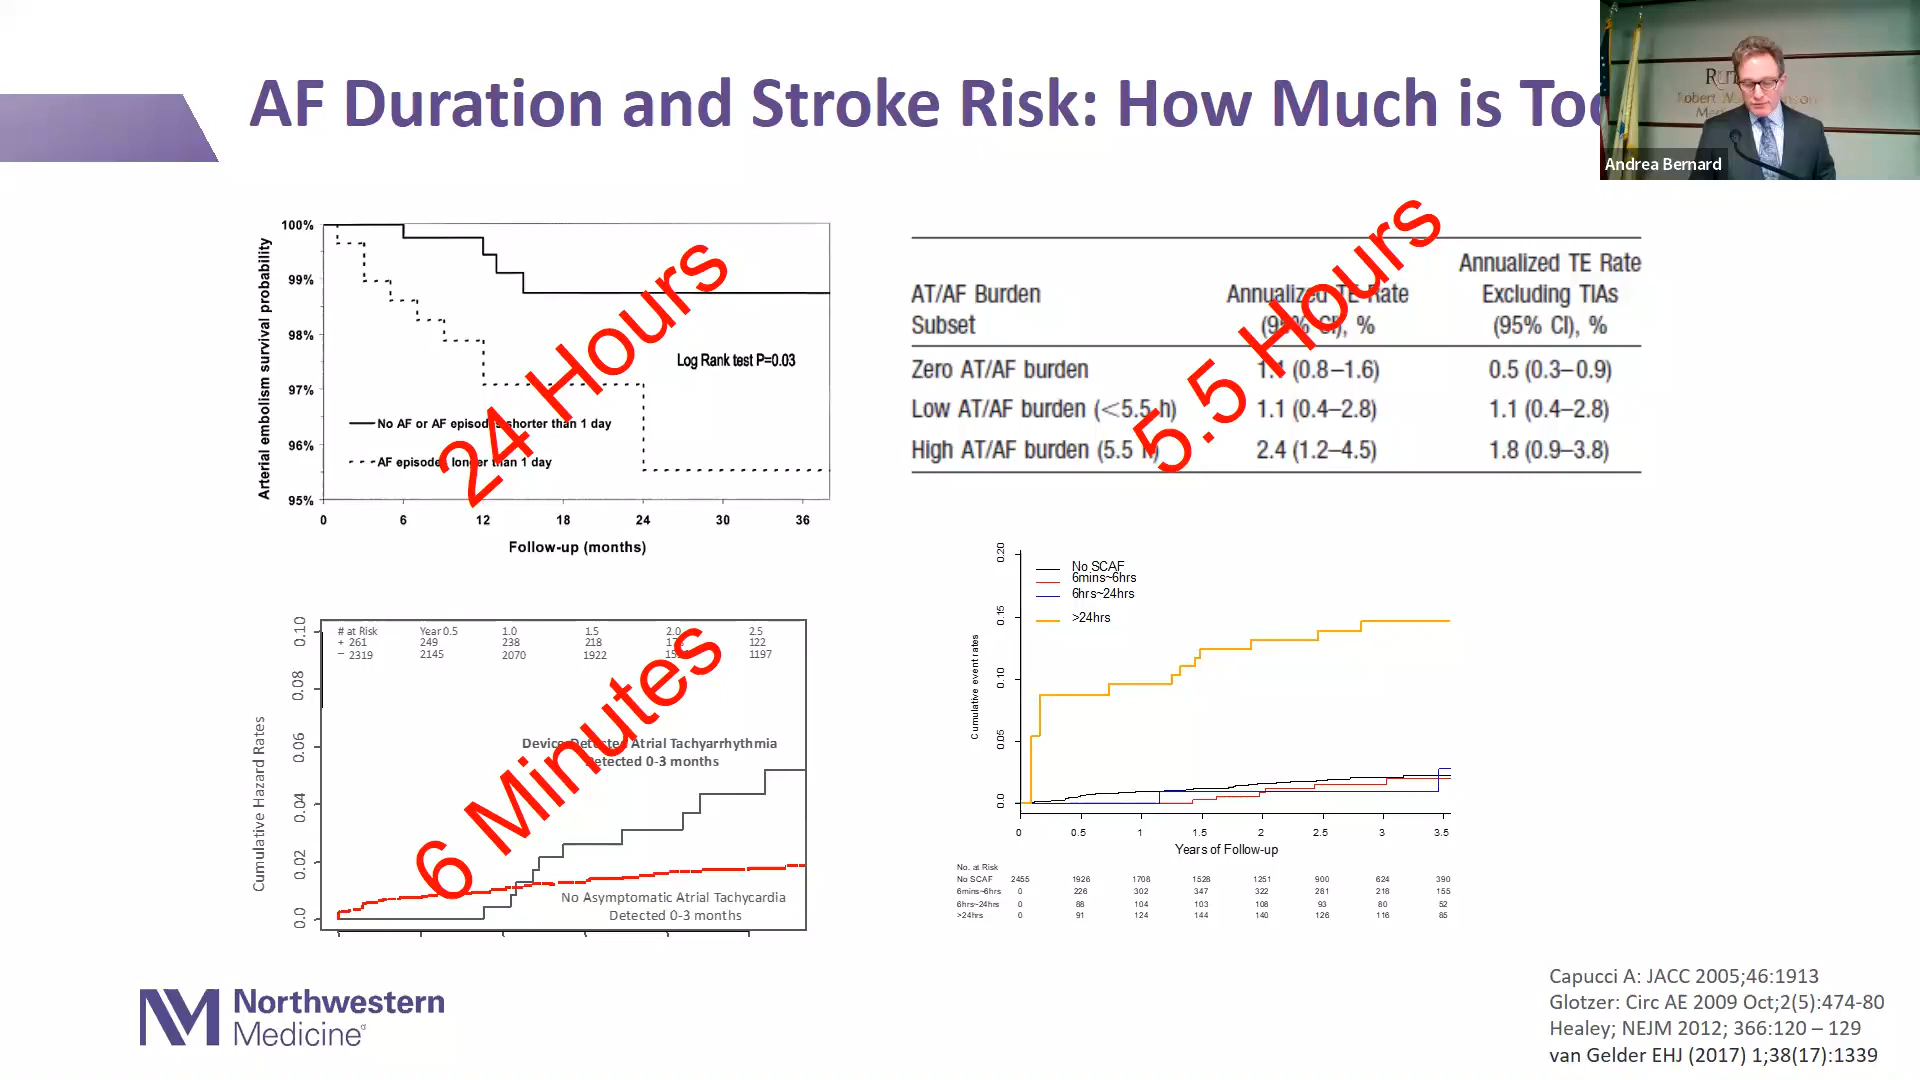 AF Duration and Stroke Risk: How Much is Too
Andrea Bernard
100%
99%
98%
97%
96%
95%
Arterial embolism survival probability
Log Rank test P=0.03
No AF or AF episodes shorter than 1 day
AF episodes longer than 1 day
0 6 12 18 24 30 36
Follow-up (months)
24 Hours
AT/AF Burden Subset
Annualized TE Rate (95% CI), %
Annualized TE Rate Excluding TIAs (95% CI), %
Zero AT/AF burden 1.1 (0.8–1.6) 0.5 (0.3–0.9)
Low AT/AF burden (<5.5 h) 1.1 (0.4–2.8) 1.1 (0.4–2.8)
High AT/AF burden (5.5 h) 2.4 (1.2–4.5) 1.8 (0.9–3.8)
5.5 Hours
0.10
0.08
0.06
0.04
0.02
0.0
Cumulative Hazard Rates
# at Risk Year 0.5 1.0 1.5 2.0 2.5
+ 261 249 238 218 122
− 2319 2145 2070 1922 1197
Device-Detected Atrial Tachyarrhythmia
Detected 0-3 months
No Asymptomatic Atrial Tachycardia
Detected 0-3 months
6 Minutes
0.20
0.15
0.10
0.05
0.0
Cumulative event rates
No SCAF
6mins~6hrs
6hrs~24hrs
>24hrs
0 0.5 1 1.5 2 2.5 3 3.5
Years of Follow-up
No. at Risk
No SCAF 2455 1926 1708 1528 1251 900 624 390
6mins~6hrs 0 226 302 347 322 281 218 155
6hrs~24hrs 0 88 104 103 108 93 80 52
>24hrs 0 91 124 144 140 126 116 85
Northwestern
Medicine
Capucci A: JACC 2005;46:1913
Glotzer: Circ AE 2009 Oct;2(5):474-80
Healey; NEJM 2012; 366:120 – 129
van Gelder EHJ (2017) 1;38(17):1339